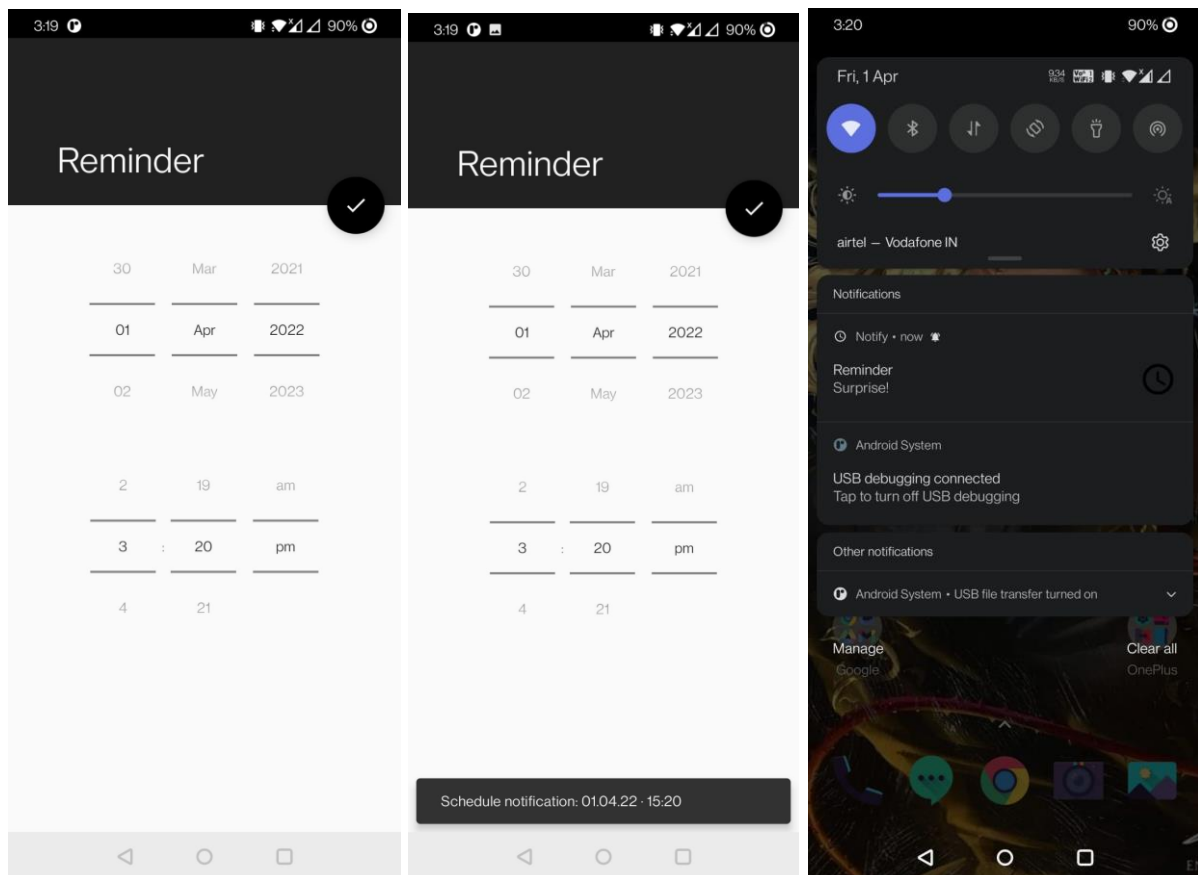 3:19 90%
Reminder
30 Mar 2021
01 Apr 2022
02 May 2023
2 19 am
3 : 20 pm
4 21
3:19 90%
Reminder
30 Mar 2021
01 Apr 2022
02 May 2023
2 19 am
3 : 20 pm
4 21
Schedule notification: 01.04.22 · 15:20
3:20 90%
Fri, 1 Apr
airtel — Vodafone IN
Notifications
Notify • now
Reminder
Surprise!
Android System
USB debugging connected
Tap to turn off USB debugging
Other notifications
Android System • USB file transfer turned on
Manage Clear all
Google OnePlus